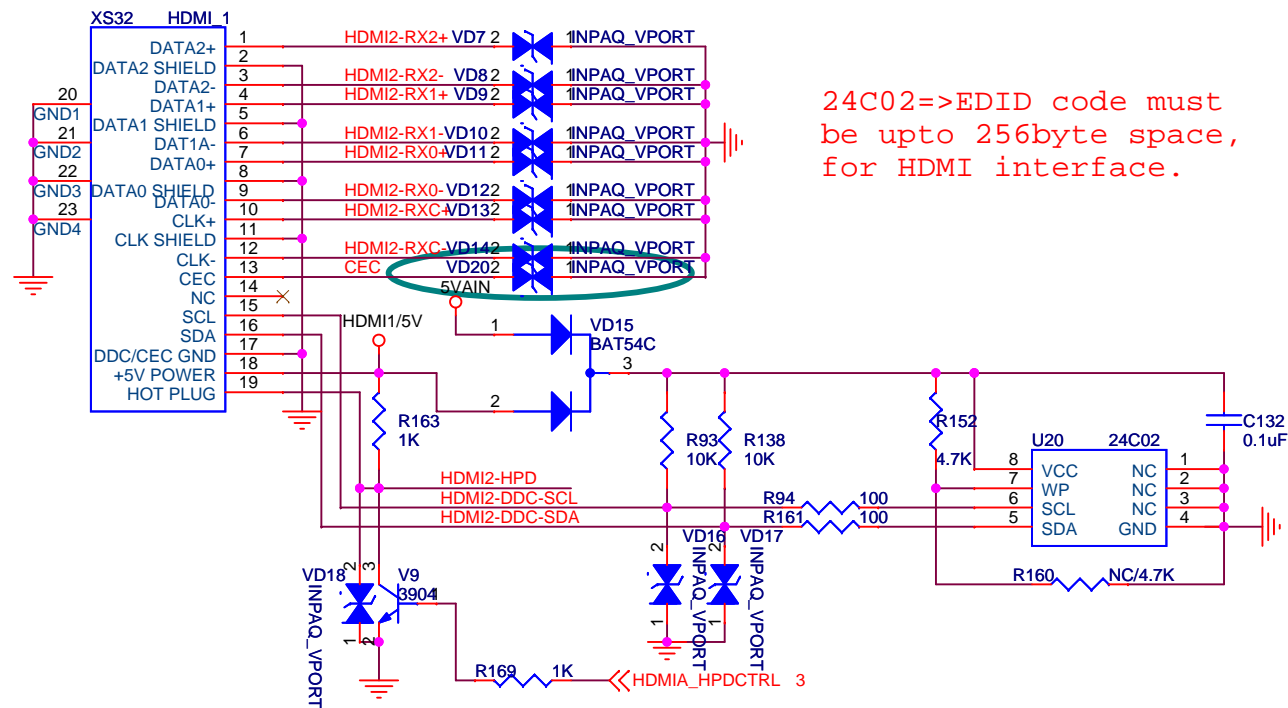 XS32 HDMI_1
1 HDMI2-RX2+ VD7 2 1 INPAQ_VPORT
DATA2+
2
DATA2 SHIELD
3 HDMI2-RX2- VD8 2 1 INPAQ_VPORT
DATA2-
20 4 HDMI2-RX1+ VD9 2 1 INPAQ_VPORT
DATA1+
GND1
5
DATA1 SHIELD
21 6 HDMI2-RX1- VD10 2 1 INPAQ_VPORT
GND2 DAT1A-
7 HDMI2-RX0+ VD11 2 1 INPAQ_VPORT
DATA0+
22 8
GND3 DATA0 SHIELD
9 HDMI2-RX0- VD12 2 1 INPAQ_VPORT
DATA0-
23 10 HDMI2-RXC+ VD13 2 1 INPAQ_VPORT
GND4 CLK+
11
CLK SHIELD
12 HDMI2-RXC- VD14 2 1 INPAQ_VPORT
CLK-
13 CEC VD20 2 1 INPAQ_VPORT
CEC
14
NC
15
SCL
16
SDA
17
DDC/CEC GND
18
+5V POWER
19
HOT PLUG
24C02=>EDID code must
be upto 256byte space,
for HDMI interface.
5VAIN
HDMI1/5V
1 VD15
BAT54C
3
2
R163
1K
R93
10K
R138
10K
R152
4.7K
C132
0.1uF
U20 24C02
8 VCC NC 1
7 WP NC 2
6 SCL NC 3
5 SDA GND 4
HDMI2-HPD
HDMI2-DDC-SCL
HDMI2-DDC-SDA
R94 100
R161 100
R160 NC/4.7K
VD16
2 1
INPAQ_VPORT
VD17
2 1
INPAQ_VPORT
VD18
2 1
INPAQ_VPORT
V9
3904
3 1 2
R169 1K
HDMIA_HPDCTRL 3